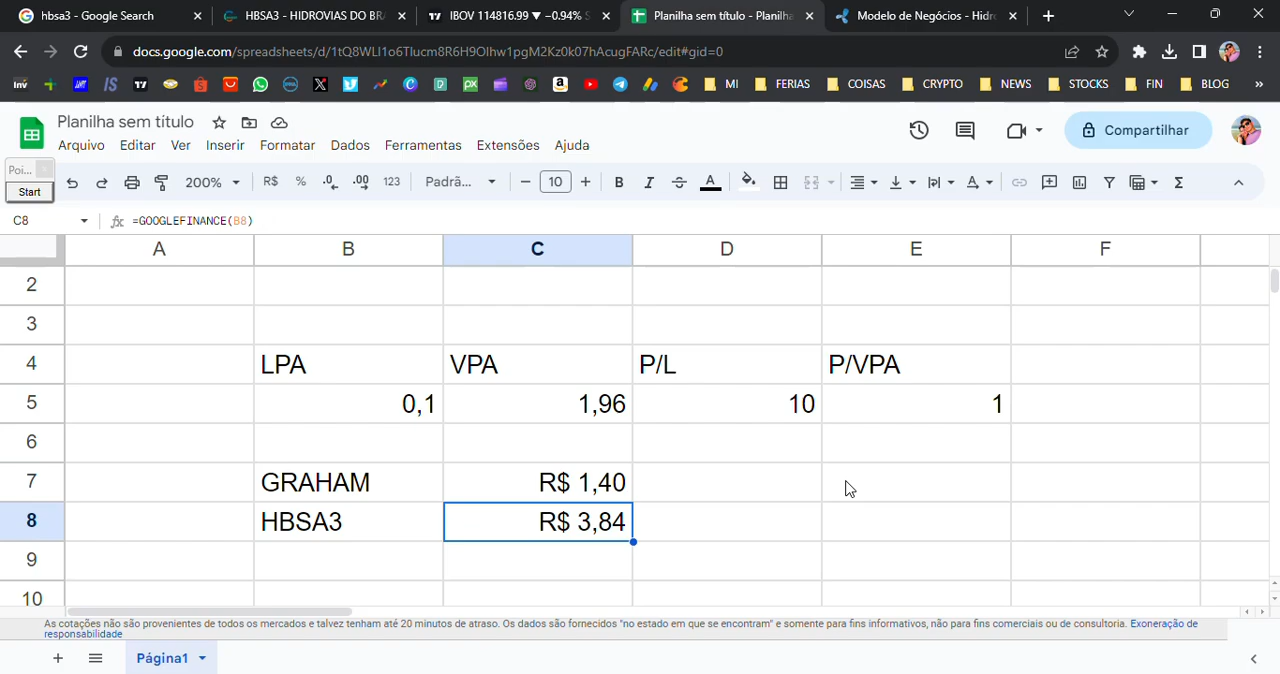 hbsa3 - Google Search
HBSA3 - HIDROVIAS DO BR
IBOV 114816.99 ▼ −0.94% S
Planilha sem título - Planilha
Modelo de Negócios - Hidr
docs.google.com/spreadsheets/d/1tQ8WLI1o6Tlucm8R6H9OIhw1pgM2Kz0k07hAcugFARc/edit#gid=0
Inv
MI
FERIAS
COISAS
CRYPTO
NEWS
STOCKS
FIN
BLOG
»
Planilha sem título
Arquivo Editar Ver Inserir Formatar Dados Ferramentas Extensões Ajuda
Compartilhar
Poi...
Start
200% R$ % .0 .00 123 Padrã... − 10 + B I A Σ
C8 fx =GOOGLEFINANCE(B8)
A B C D E F
2
3
4 LPA VPA P/L P/VPA
5 0,1 1,96 10 1
6
7 GRAHAM R$ 1,40
8 HBSA3 R$ 3,84
9
10
As cotações não são provenientes de todos os mercados e talvez tenham até 20 minutos de atraso. Os dados são fornecidos "no estado em que se encontram" e somente para fins informativos, não para fins comerciais ou de consultoria. Exoneração de
responsabilidade
Página1